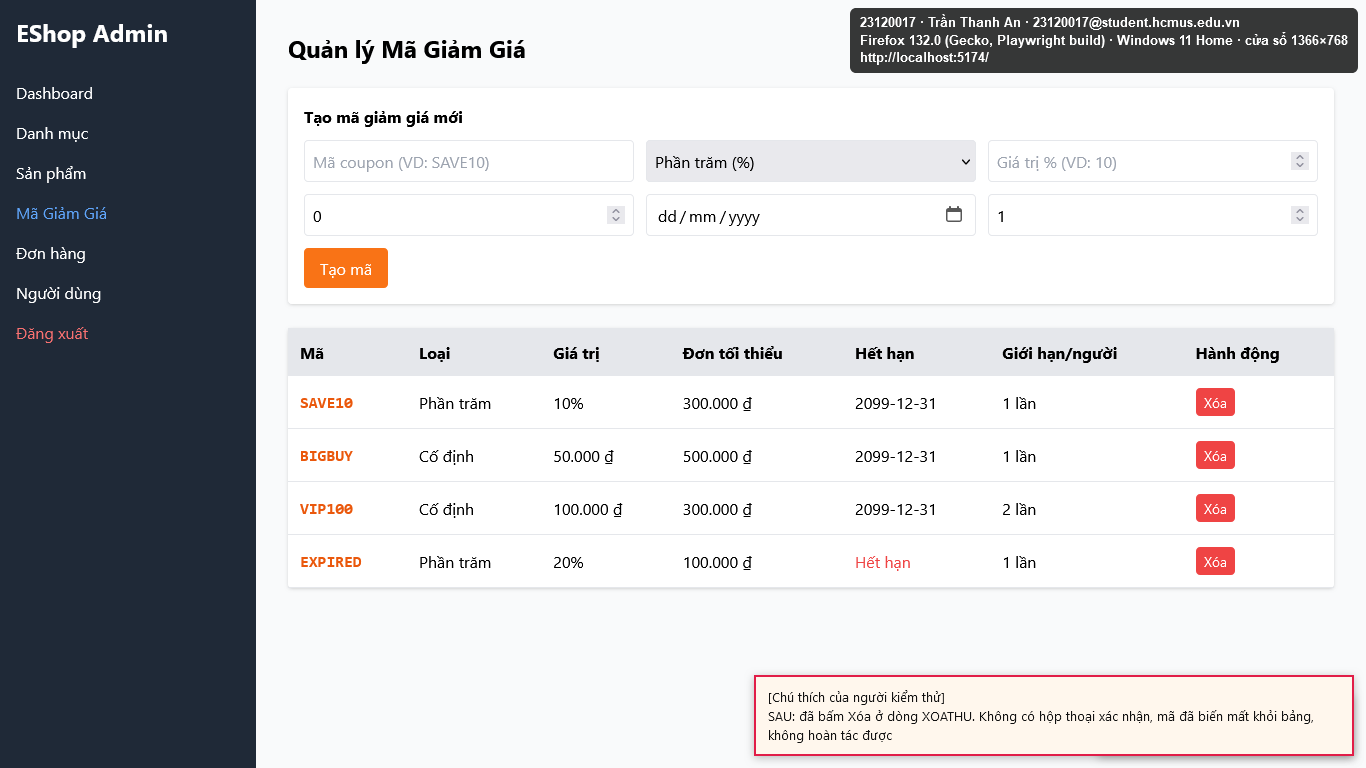 EShop Admin
Dashboard
Danh mục
Sản phẩm
Mã Giảm Giá
Đơn hàng
Người dùng
Đăng xuất
23120017 · Trần Thanh An · 23120017@student.hcmus.edu.vn
Firefox 132.0 (Gecko, Playwright build) · Windows 11 Home · cửa sổ 1366×768
http://localhost:5174/
Quản lý Mã Giảm Giá
Tạo mã giảm giá mới
Mã coupon (VD: SAVE10) Phần trăm (%) Giá trị % (VD: 10)
0 dd / mm / yyyy 1
Tạo mã
Mã Loại Giá trị Đơn tối thiểu Hết hạn Giới hạn/người Hành động
SAVE10 Phần trăm 10% 300.000 ₫ 2099-12-31 1 lần Xóa
BIGBUY Cố định 50.000 ₫ 500.000 ₫ 2099-12-31 1 lần Xóa
VIP100 Cố định 100.000 ₫ 300.000 ₫ 2099-12-31 2 lần Xóa
EXPIRED Phần trăm 20% 100.000 ₫ Hết hạn 1 lần Xóa
[Chú thích của người kiểm thử]
SAU: đã bấm Xóa ở dòng XOATHU. Không có hộp thoại xác nhận, mã đã biến mất khỏi bảng,
không hoàn tác được